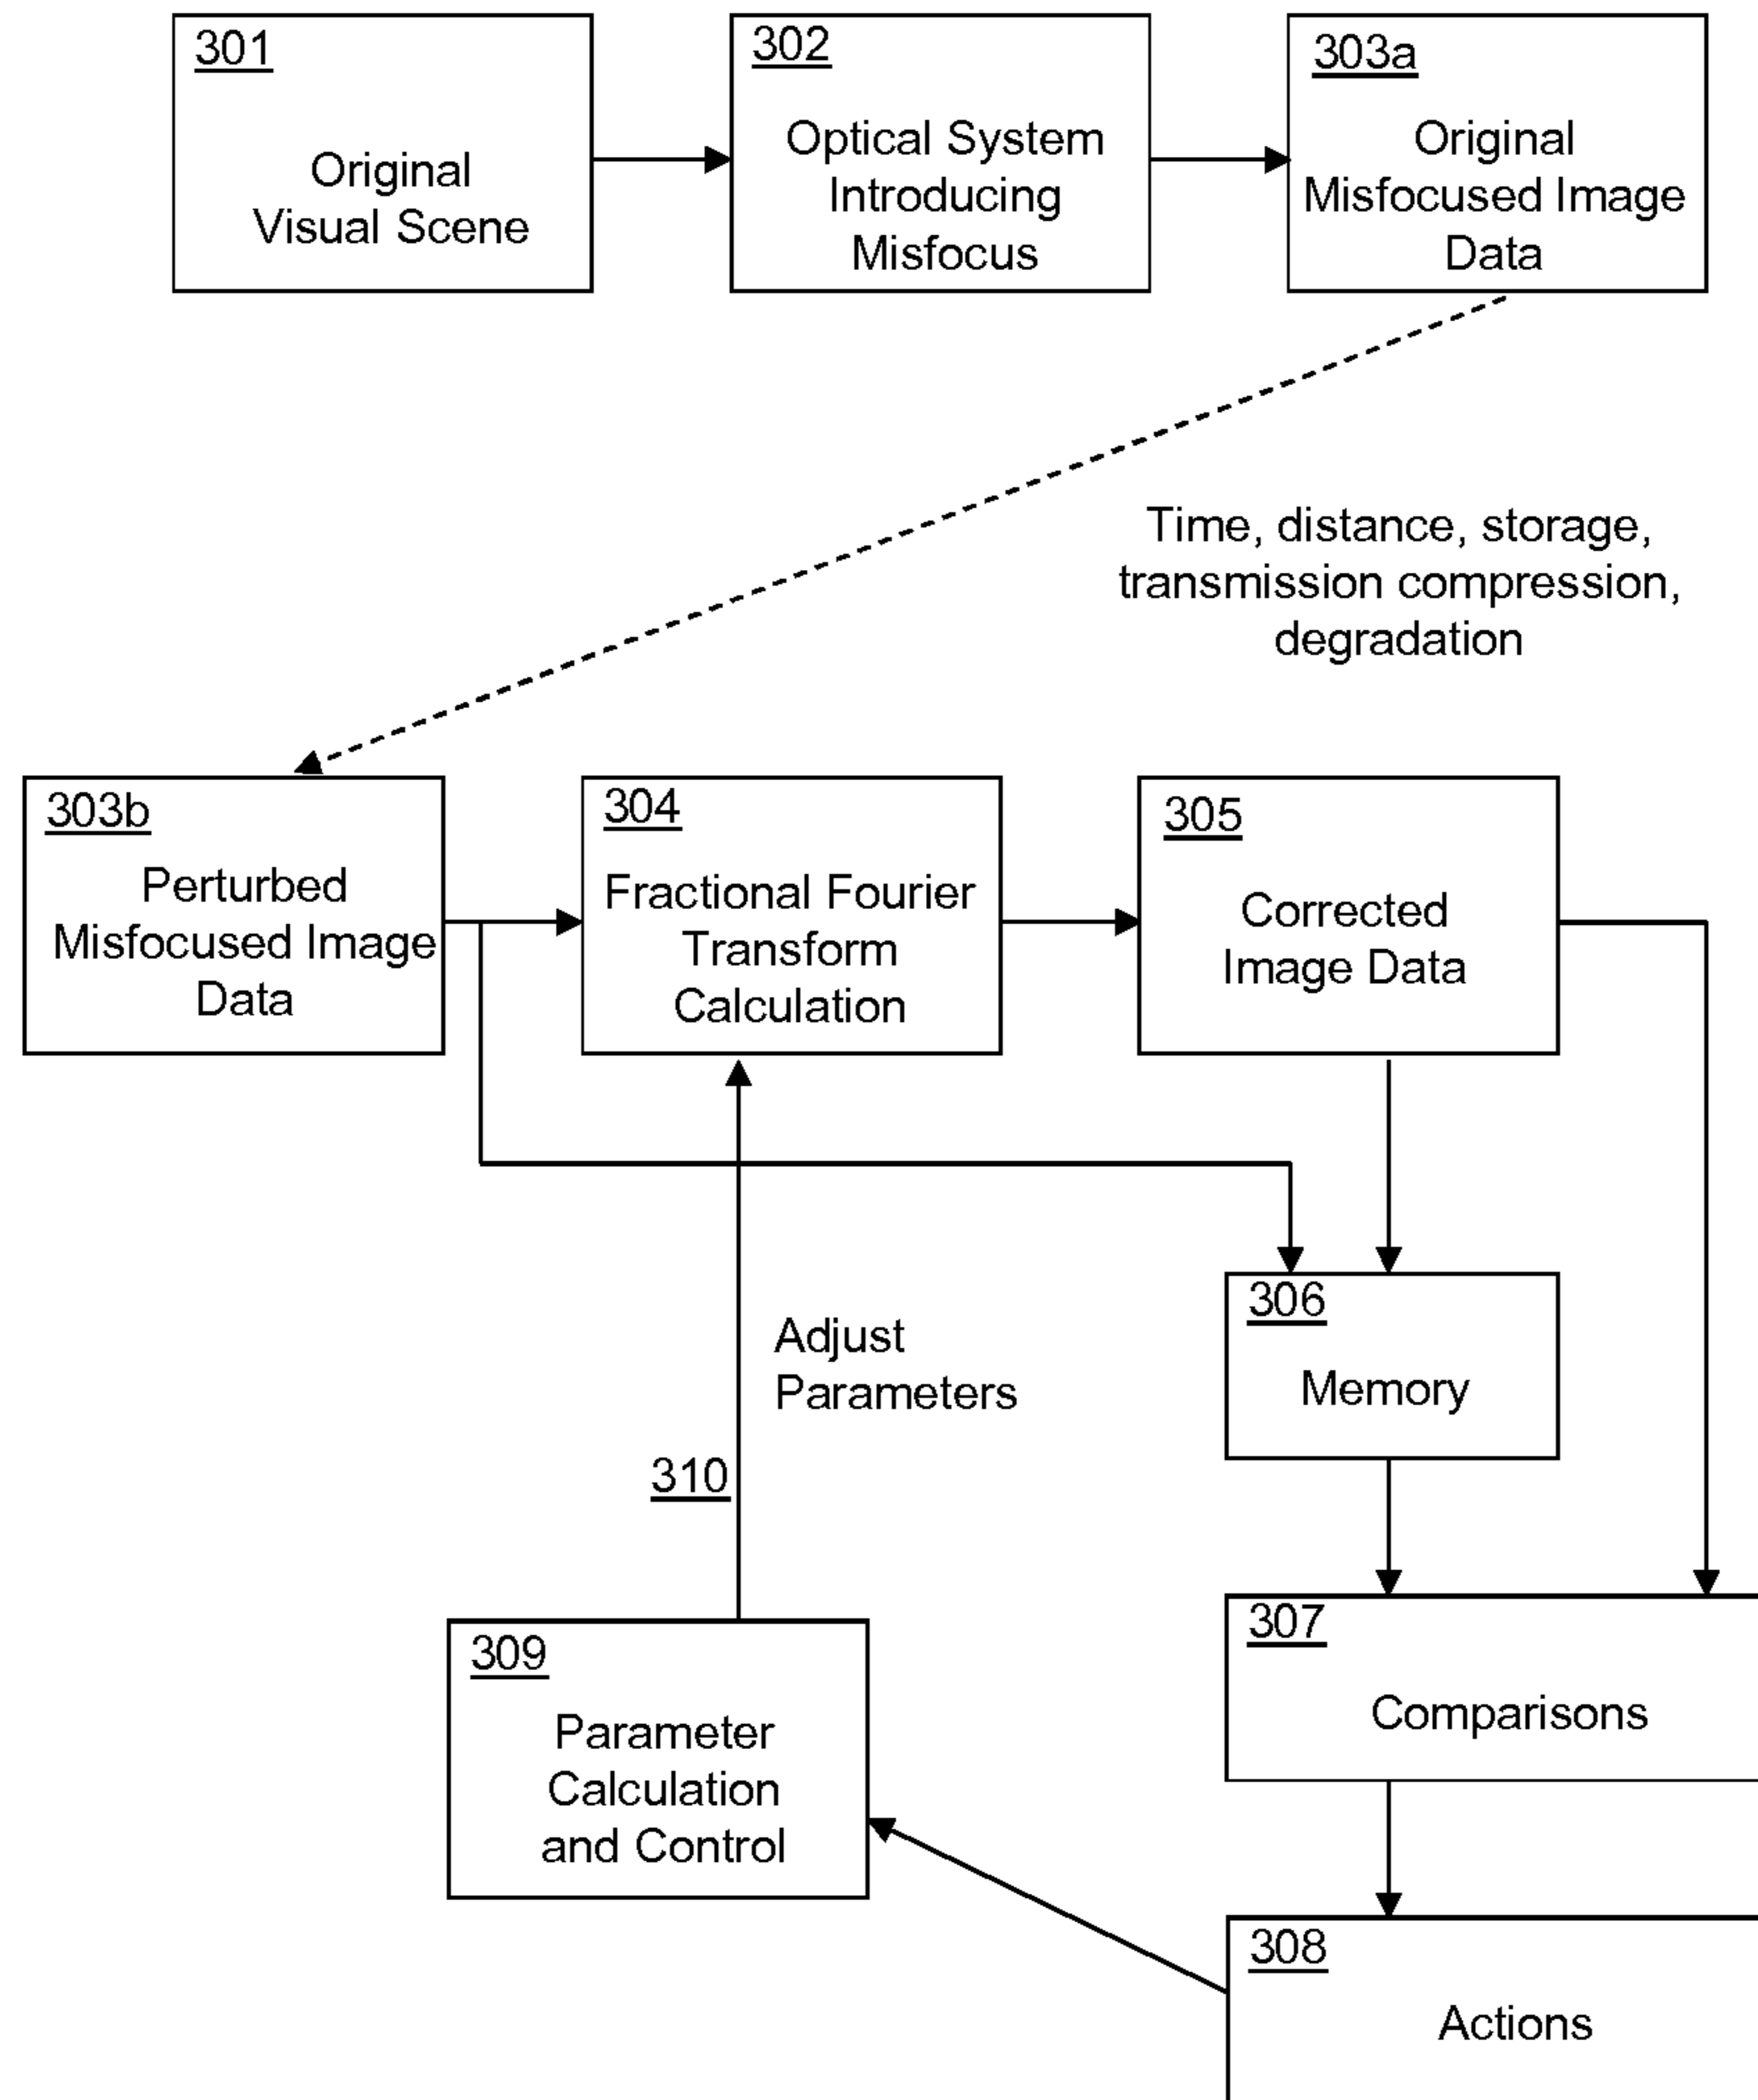 301
Original
Visual Scene
302
Optical System
Introducing
Misfocus
303a
Original
Misfocused Image
Data
Time, distance, storage,
transmission compression,
degradation
303b
Perturbed
Misfocused Image
Data
304
Fractional Fourier
Transform
Calculation
305
Corrected
Image Data
306
Memory
Adjust
Parameters
310
307
Comparisons
309
Parameter
Calculation
and Control
308
Actions